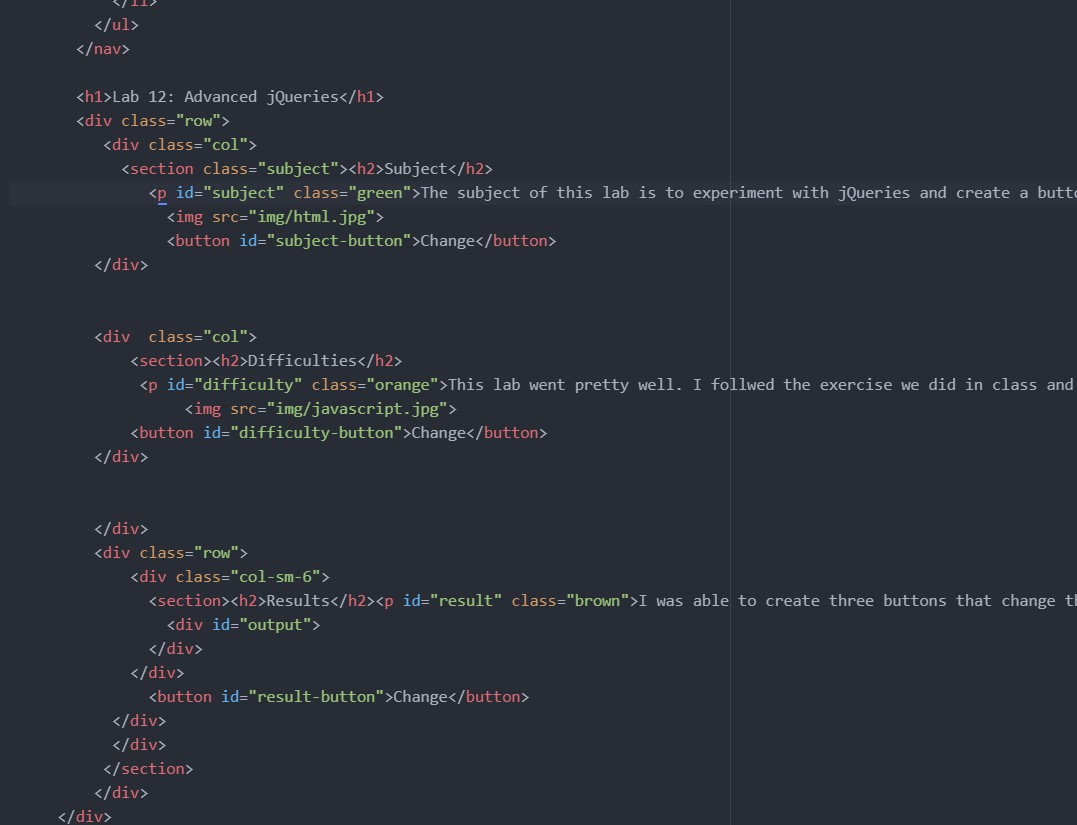 </li>
</ul>
</nav>
<h1>Lab 12: Advanced jQueries</h1>
<div class="row">
<div class="col">
<section class="subject"><h2>Subject</h2>
<p id="subject" class="green">The subject of this lab is to experiment with jQueries and create a butto
<img src="img/html.jpg">
<button id="subject-button">Change</button>
</div>
<div  class="col">
<section><h2>Difficulties</h2>
<p id="difficulty" class="orange">This lab went pretty well. I follwed the exercise we did in class and
<img src="img/javascript.jpg">
<button id="difficulty-button">Change</button>
</div>
</div>
<div class="row">
<div class="col-sm-6">
<section><h2>Results</h2><p id="result" class="brown">I was able to create three buttons that change th
<div id="output">
</div>
</div>
<button id="result-button">Change</button>
</div>
</div>
</section>
</div>
</div>